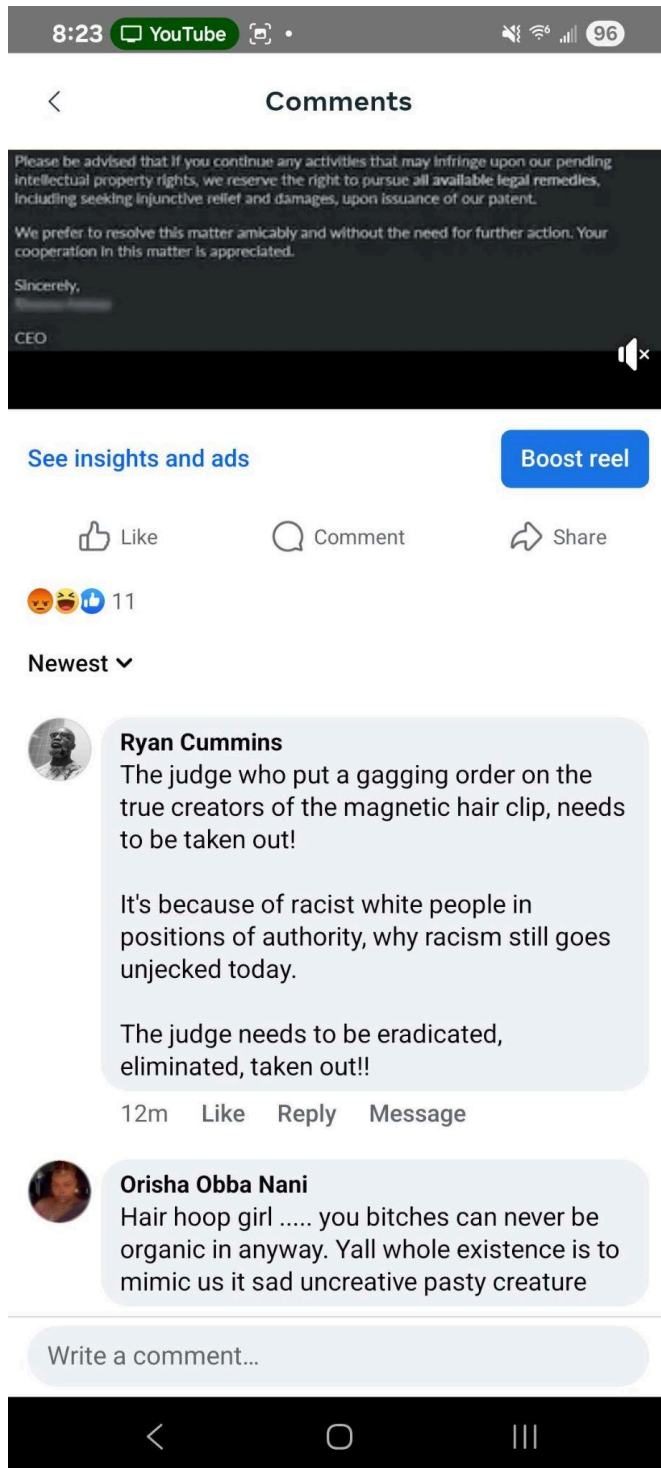 8:23 YouTube 96
Comments
Please be advised that if you continue any activities that may infringe upon our pending
intellectual property rights, we reserve the right to pursue all available legal remedies,
including seeking injunctive relief and damages, upon issuance of our patent.
We prefer to resolve this matter amicably and without the need for further action. Your
cooperation in this matter is appreciated.
Sincerely,
CEO
See insights and ads
Boost reel
Like Comment Share
11
Newest
Ryan Cummins
The judge who put a gagging order on the
true creators of the magnetic hair clip, needs
to be taken out!
It's because of racist white people in
positions of authority, why racism still goes
unjecked today.
The judge needs to be eradicated,
eliminated, taken out!!
12m Like Reply Message
Orisha Obba Nani
Hair hoop girl ..... you bitches can never be
organic in anyway. Yall whole existence is to
mimic us it sad uncreative pasty creature
Write a comment...